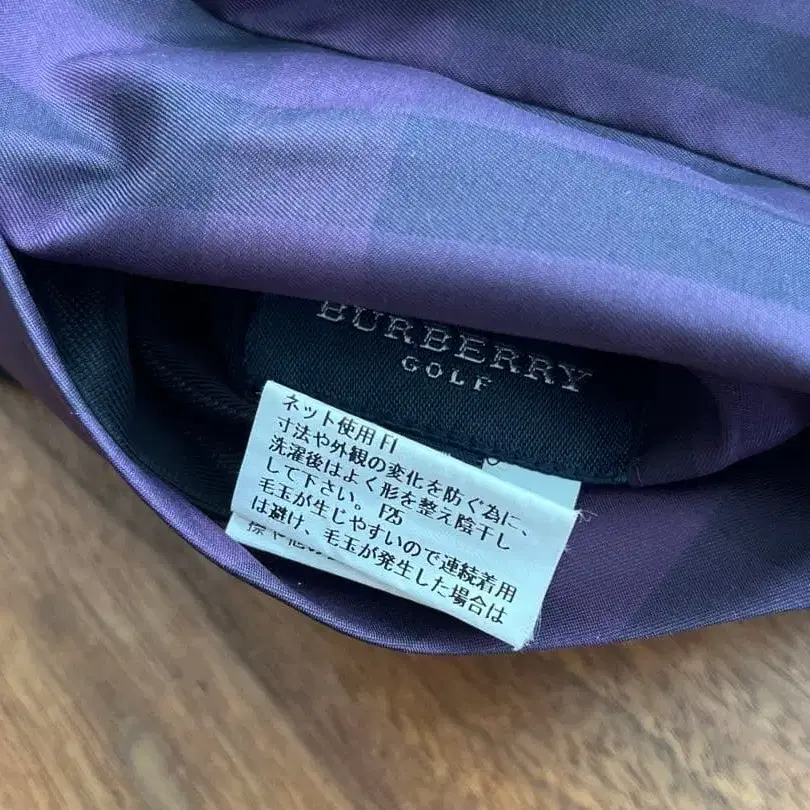 BURBERRY
GOLF
ネット使用 F1
寸法や外観の変化を防ぐ為に、
洗濯後はよく形を整え陰干し
して下さい。 F25
毛玉が生じやすいので連続着用
は避け、毛玉が発生した場合は